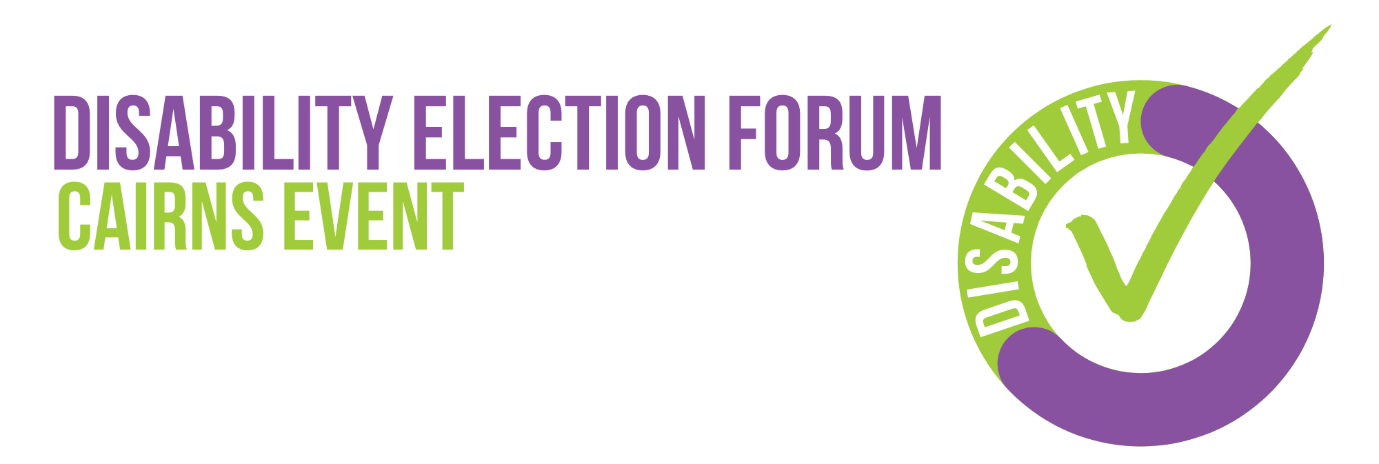 DISABILITY ELECTION FORUM
CAIRNS EVENT
DISABILITY